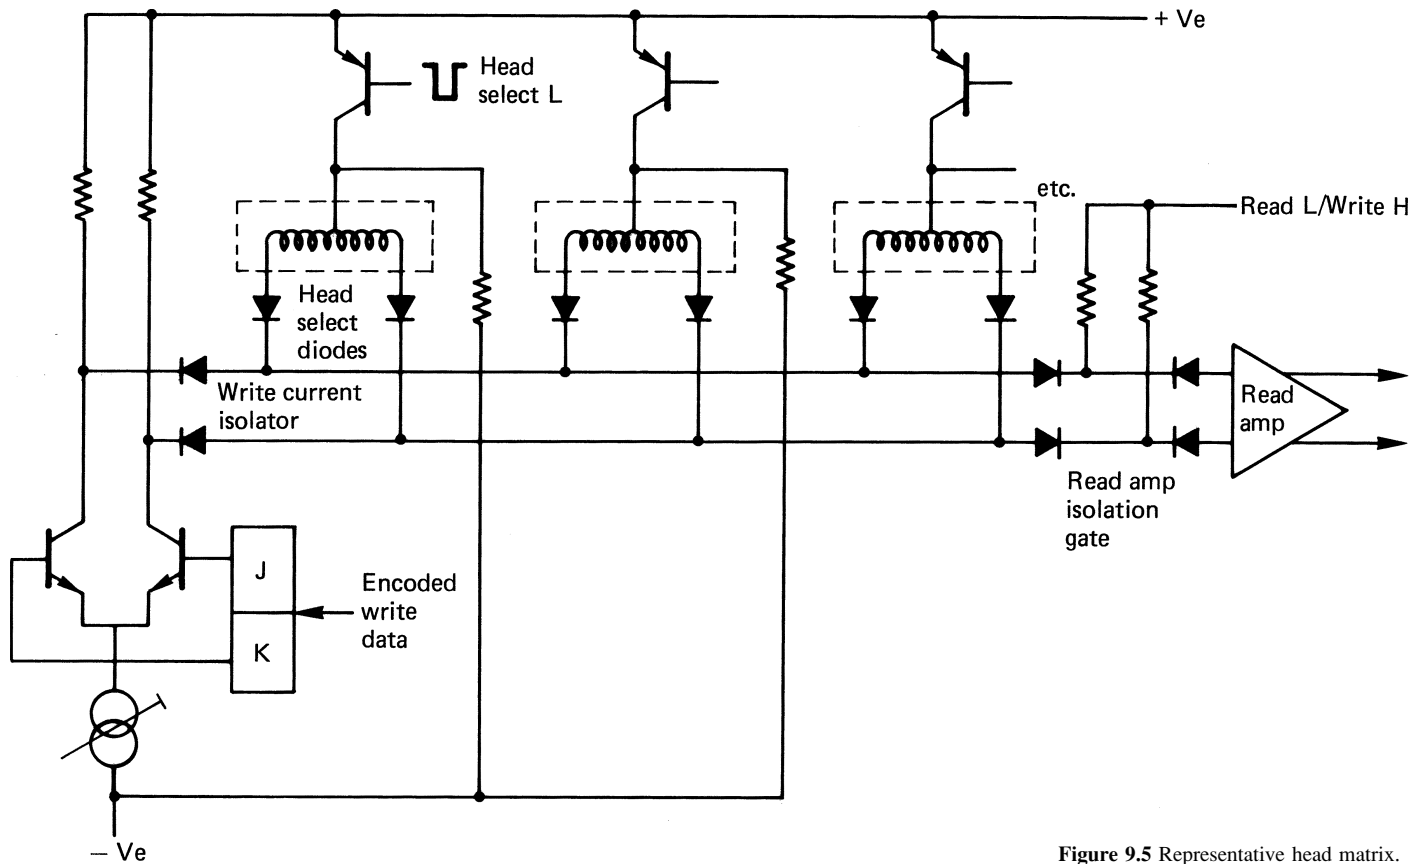 + Ve
Head
select L
etc.
Read L/Write H
Head
select
diodes
Write current
isolator
Read
amp
Read amp
isolation
gate
J
K
Encoded
write
data
– Ve
Figure 9.5 Representative head matrix.